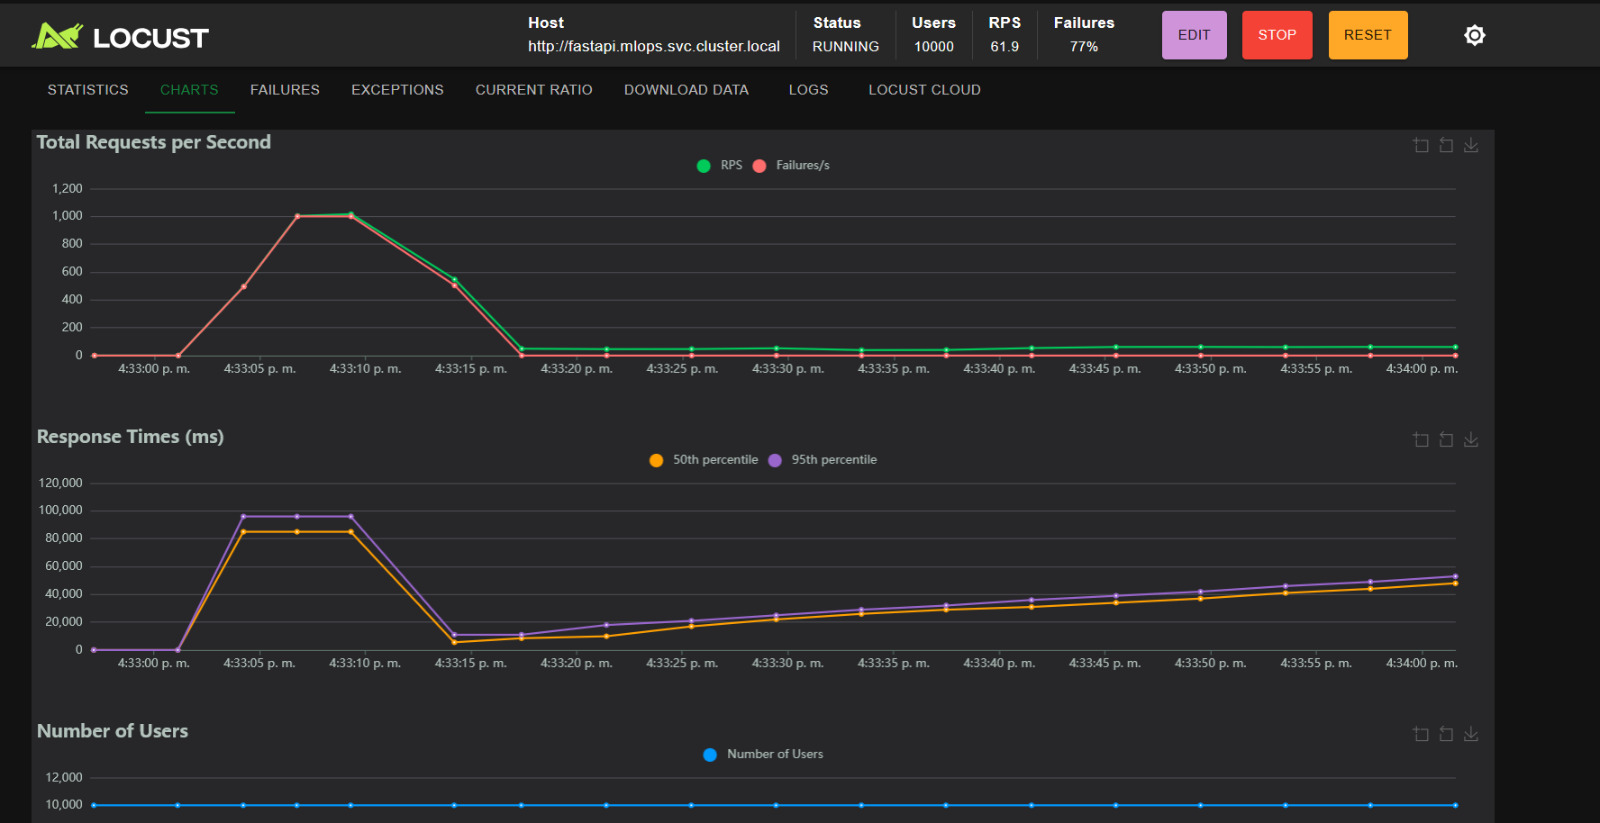 LOCUST
Host
http://fastapi.mlops.svc.cluster.local
Status
RUNNING
Users
10000
RPS
61.9
Failures
77%
EDIT
STOP
RESET
STATISTICS CHARTS FAILURES EXCEPTIONS CURRENT RATIO DOWNLOAD DATA LOGS LOCUST CLOUD
Total Requests per Second
RPS Failures/s
1,200
1,000
800
600
400
200
0
4:33:00 p. m. 4:33:05 p. m. 4:33:10 p. m. 4:33:15 p. m. 4:33:20 p. m. 4:33:25 p. m. 4:33:30 p. m. 4:33:35 p. m. 4:33:40 p. m. 4:33:45 p. m. 4:33:50 p. m. 4:33:55 p. m. 4:34:00 p. m.
Response Times (ms)
50th percentile 95th percentile
120,000
100,000
80,000
60,000
40,000
20,000
0
4:33:00 p. m. 4:33:05 p. m. 4:33:10 p. m. 4:33:15 p. m. 4:33:20 p. m. 4:33:25 p. m. 4:33:30 p. m. 4:33:35 p. m. 4:33:40 p. m. 4:33:45 p. m. 4:33:50 p. m. 4:33:55 p. m. 4:34:00 p. m.
Number of Users
Number of Users
12,000
10,000